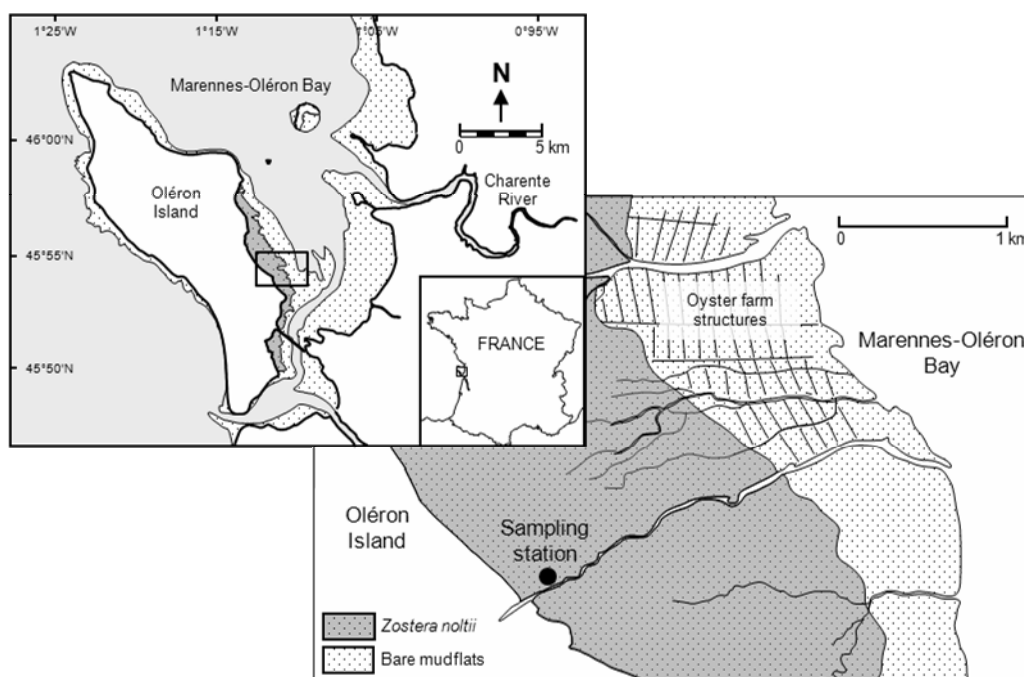 1°25'W
1°15'W
1°05'W
0°95'W
Marennes-Oléron Bay
N
0
5 km
46°00'N
Oléron
Island
Charente
River
45°55'N
45°50'N
FRANCE
0
1 km
Oyster farm
structures
Marennes-Oléron
Bay
Oléron
Island
Sampling
station
Zostera noltii
Bare mudflats